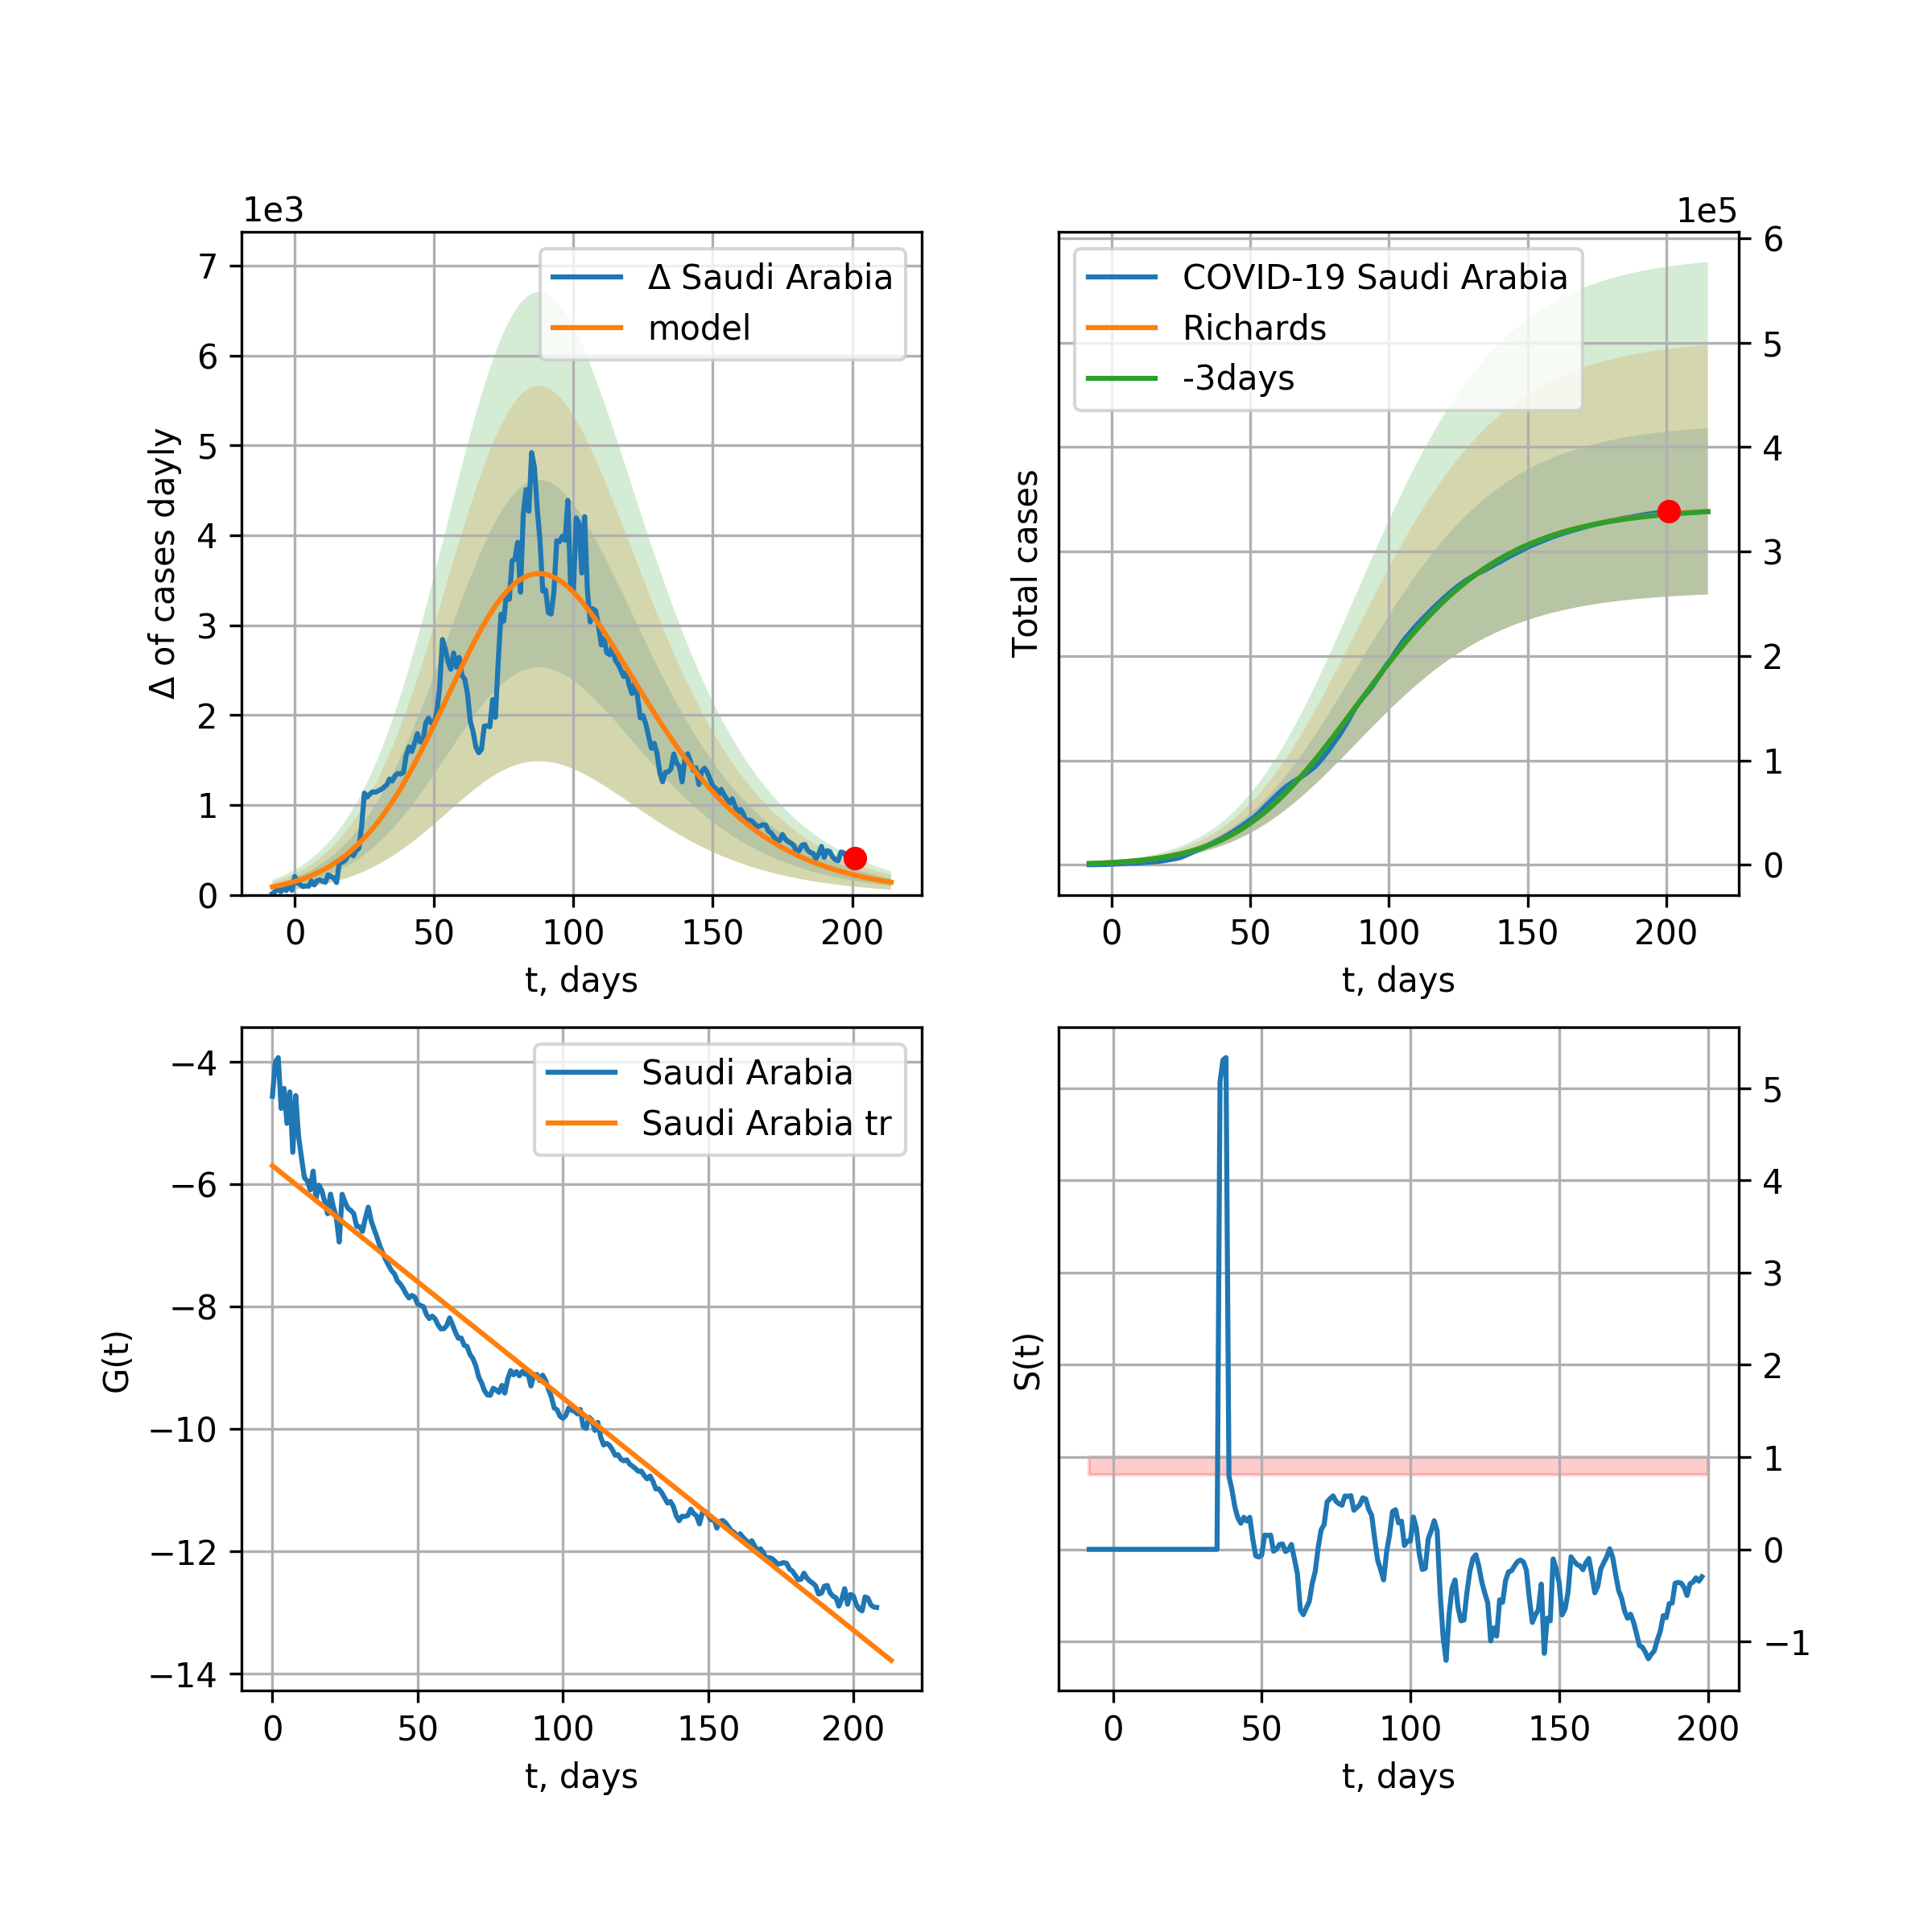 1e3
7
6
5
4
3
2
1
0
Δ of cases dayly
Δ Saudi Arabia
model
0 50 100 150 200
t, days
1e5
6
5
4
3
2
1
0
Total cases
COVID-19 Saudi Arabia
Richards
-3days
0 50 100 150 200
t, days
−4
−6
−8
−10
−12
−14
G(t)
Saudi Arabia
Saudi Arabia tr
0 50 100 150 200
t, days
5
4
3
2
1
0
−1
S(t)
0 50 100 150 200
t, days